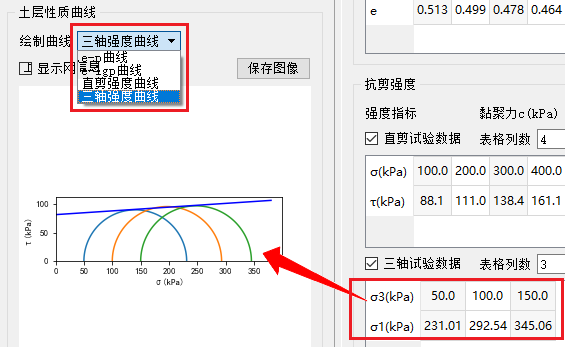 土层性质曲线
绘制曲线 三轴强度曲线
e-p曲线
e-lgp曲线
直剪强度曲线
三轴强度曲线
显示网 信息
保存图像
τ (kPa)
100
50
0
0 50 100 150 200 250 300 350
σ (kPa)
e 0.513 0.499 0.478 0.464
抗剪强度
强度指标 黏聚力c(kPa)
直剪试验数据 表格列数 4
σ(kPa) 100.0 200.0 300.0 400.0
τ(kPa) 88.1 111.0 138.4 161.1
三轴试验数据 表格列数 3
σ3(kPa) 50.0 100.0 150.0
σ1(kPa) 231.01 292.54 345.06